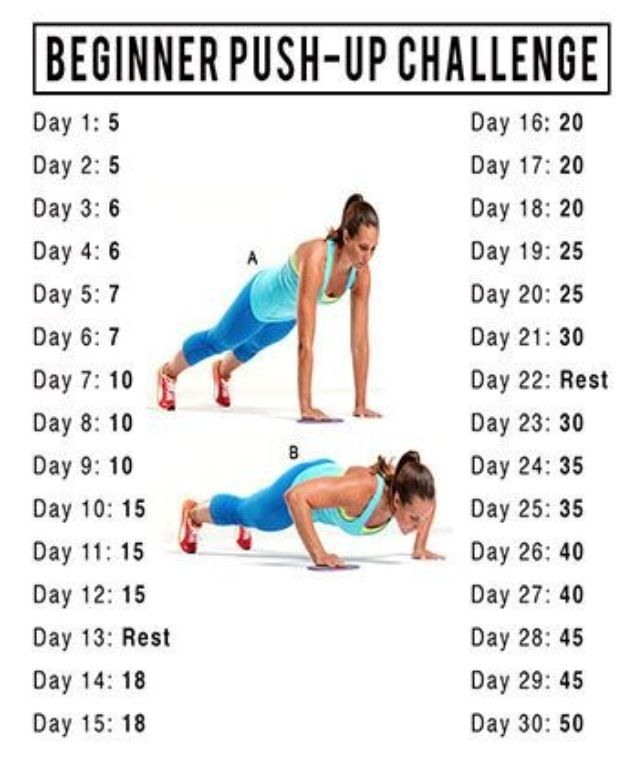 BEGINNER PUSH-UP CHALLENGE
Day 1: 5
Day 2: 5
Day 3: 6
Day 4: 6
Day 5: 7
Day 6: 7
Day 7: 10
Day 8: 10
Day 9: 10
Day 10: 15
Day 11: 15
Day 12: 15
Day 13: Rest
Day 14: 18
Day 15: 18
A
B
Day 16: 20
Day 17: 20
Day 18: 20
Day 19: 25
Day 20: 25
Day 21: 30
Day 22: Rest
Day 23: 30
Day 24: 35
Day 25: 35
Day 26: 40
Day 27: 40
Day 28: 45
Day 29: 45
Day 30: 50